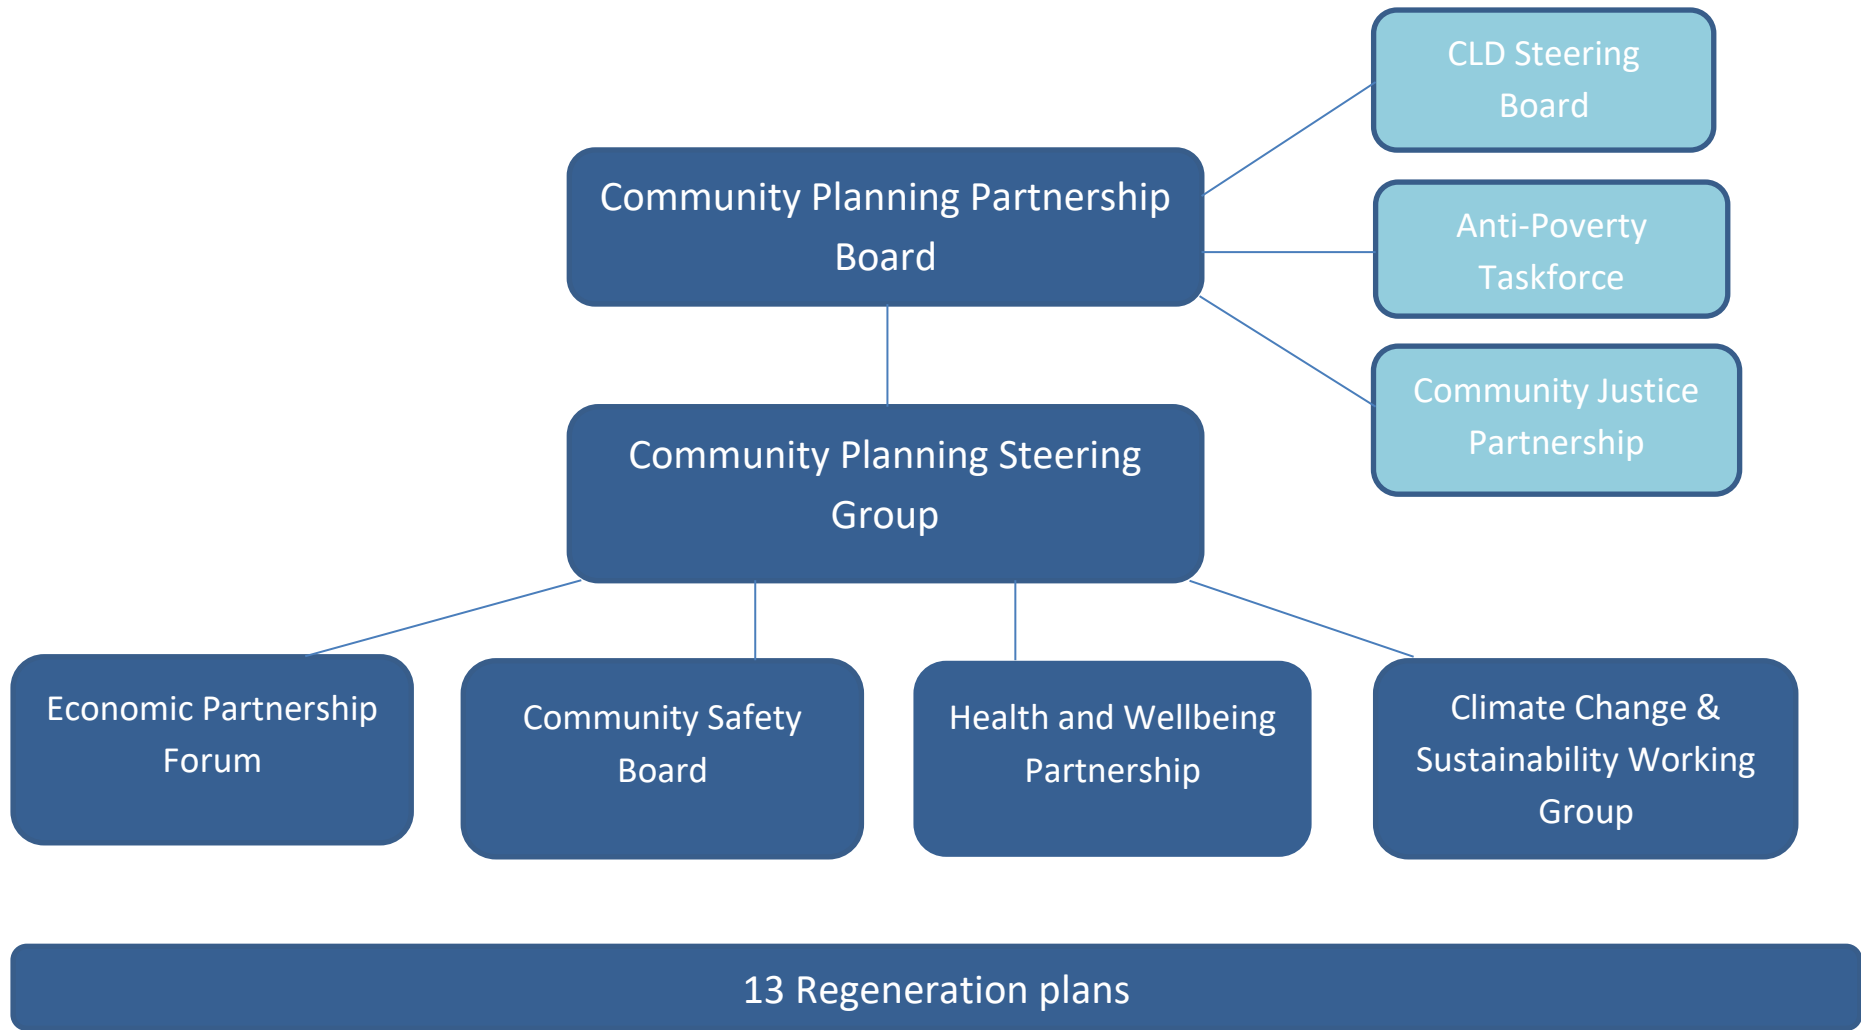 CLD Steering
Board
Community Planning Partnership
Board
Anti-Poverty
Taskforce
Community Justice
Partnership
Community Planning Steering
Group
Economic Partnership
Forum
Community Safety
Board
Health and Wellbeing
Partnership
Climate Change &
Sustainability Working
Group
13 Regeneration plans